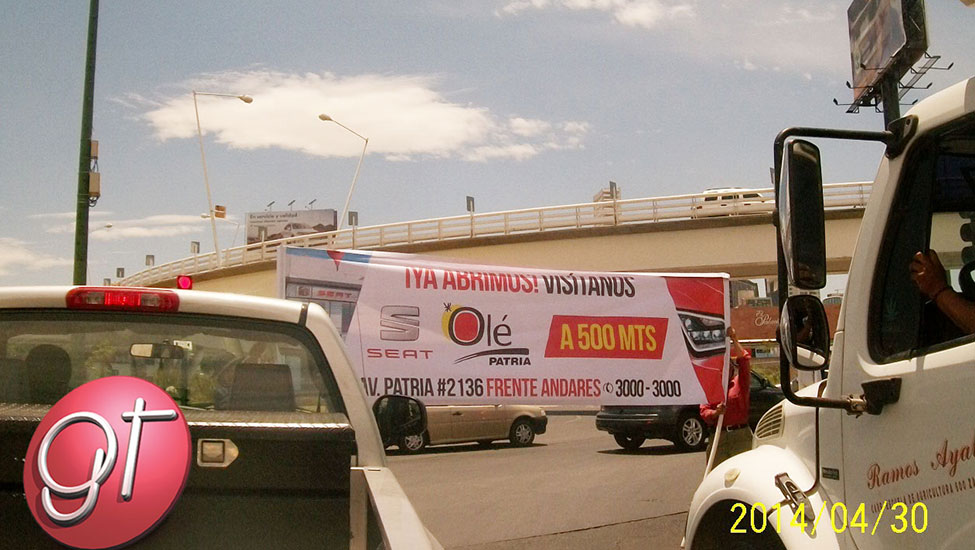 ¡YA ABRIMOS! VISÍTANOS
SEAT
Olé
PATRIA
A 500 MTS
AV. PATRIA #2136 FRENTE ANDARES 3000 - 3000
Ramos Ayal
gt
2014/04/30